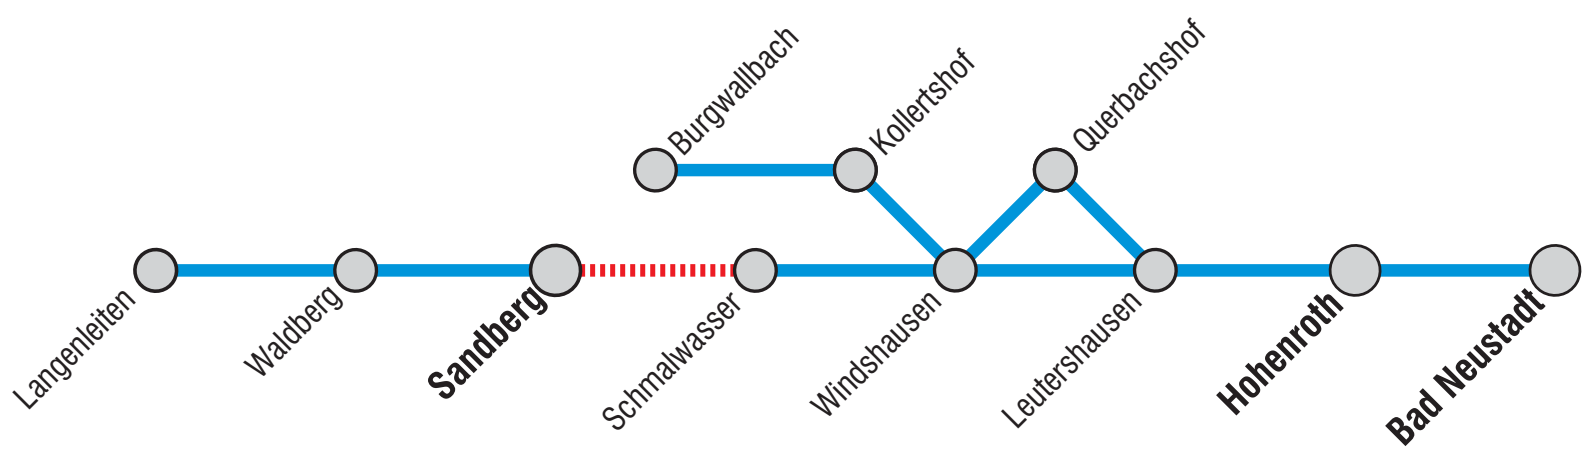 Burgwallbach
Kollertshof
Querbachshof
Langenleiten
Waldberg
Sandberg
Schmalwasser
Windshausen
Leutershausen
Hohenroth
Bad Neustadt